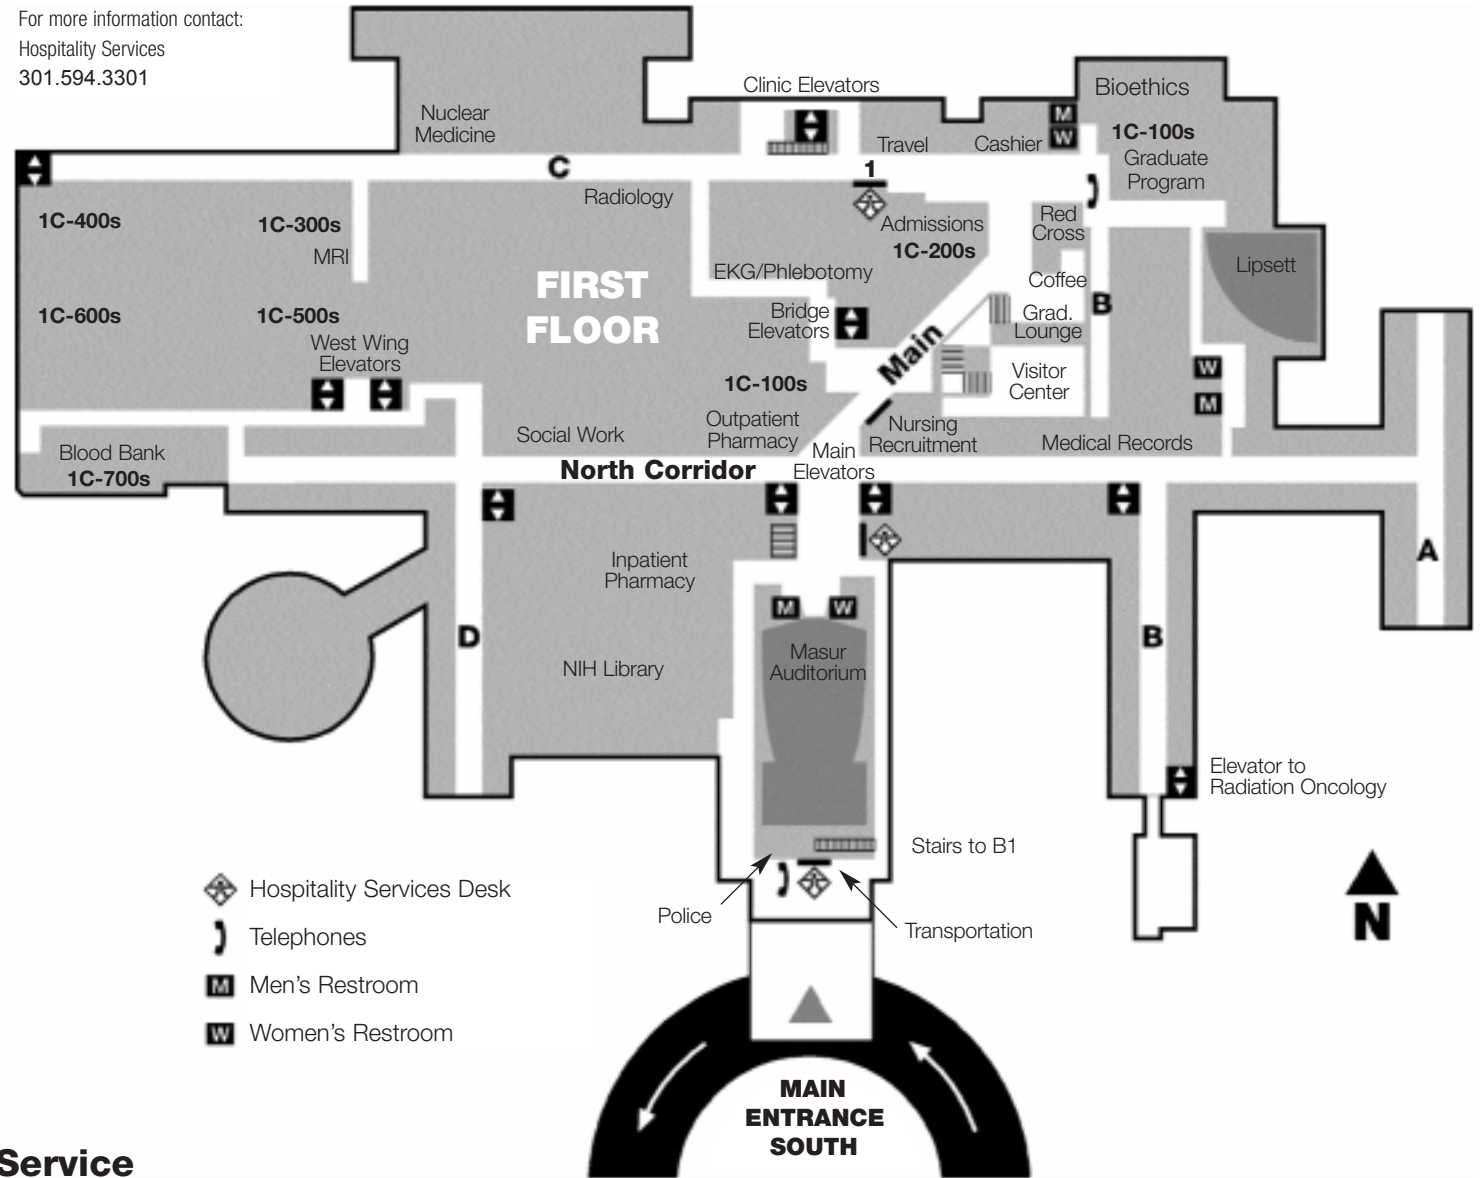 For more information contact:
Hospitality Services
301.594.3301
Clinic Elevators
Bioethics
Nuclear
Medicine
M
W
1C-100s
Graduate
Program
Travel
Cashier
C
1
Radiology
1C-400s
1C-300s
MRI
Admissions
1C-200s
Red
Cross
Lipsett
EKG/Phlebotomy
Coffee
FIRST
FLOOR
1C-600s
1C-500s
Bridge
Elevators
Grad.
Lounge
B
Main
West Wing
Elevators
1C-100s
Visitor
Center
W
M
Outpatient
Pharmacy
Nursing
Recruitment
Social Work
Medical Records
Blood Bank
1C-700s
North Corridor
Main
Elevators
A
Inpatient
Pharmacy
M
W
D
B
Masur
Auditorium
NIH Library
Elevator to
Radiation Oncology
Stairs to B1
Police
Transportation
Hospitality Services Desk
Telephones
M Men's Restroom
W Women's Restroom
N
MAIN
ENTRANCE
SOUTH
Service